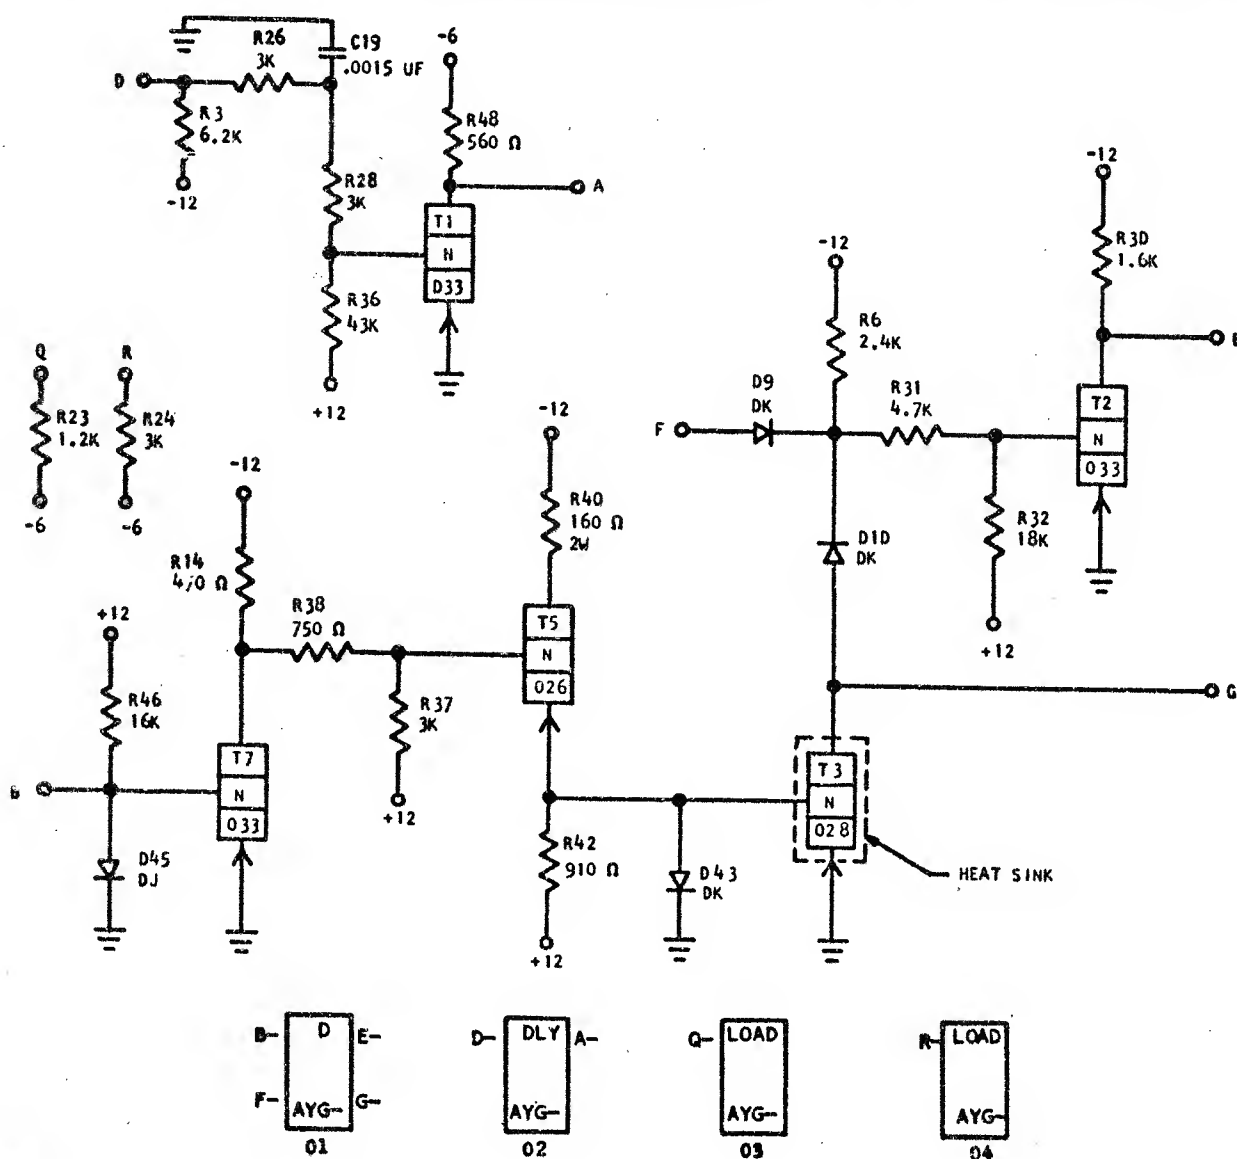 R26
3K
C19
.0015 UF
-6
D
R3
6.2K
-12
R48
560 Ω
A
R28
3K
T1
N
D33
R36
43K
+12
-12
R3D
1.6K
-12
R6
2.4K
E
Q
R
R23
1.2K
R24
3K
-6
-6
D9
DK
F
R31
4.7K
T2
N
033
-12
-12
R40
160 Ω
2W
R32
18K
+12
R14
R38
750 Ω
D1D
DK
+12
T5
N
026
R46
16K
R37
3K
+12
G
T7
N
033
T3
N
028
D45
DJ
R42
910 Ω
+12
D43
DK
HEAT SINK
B- D E-
F- AYG- G-
01
D- DLY A-
AYG-
02
Q- LOAD
AYG-
03
R- LOAD
AYG-
04